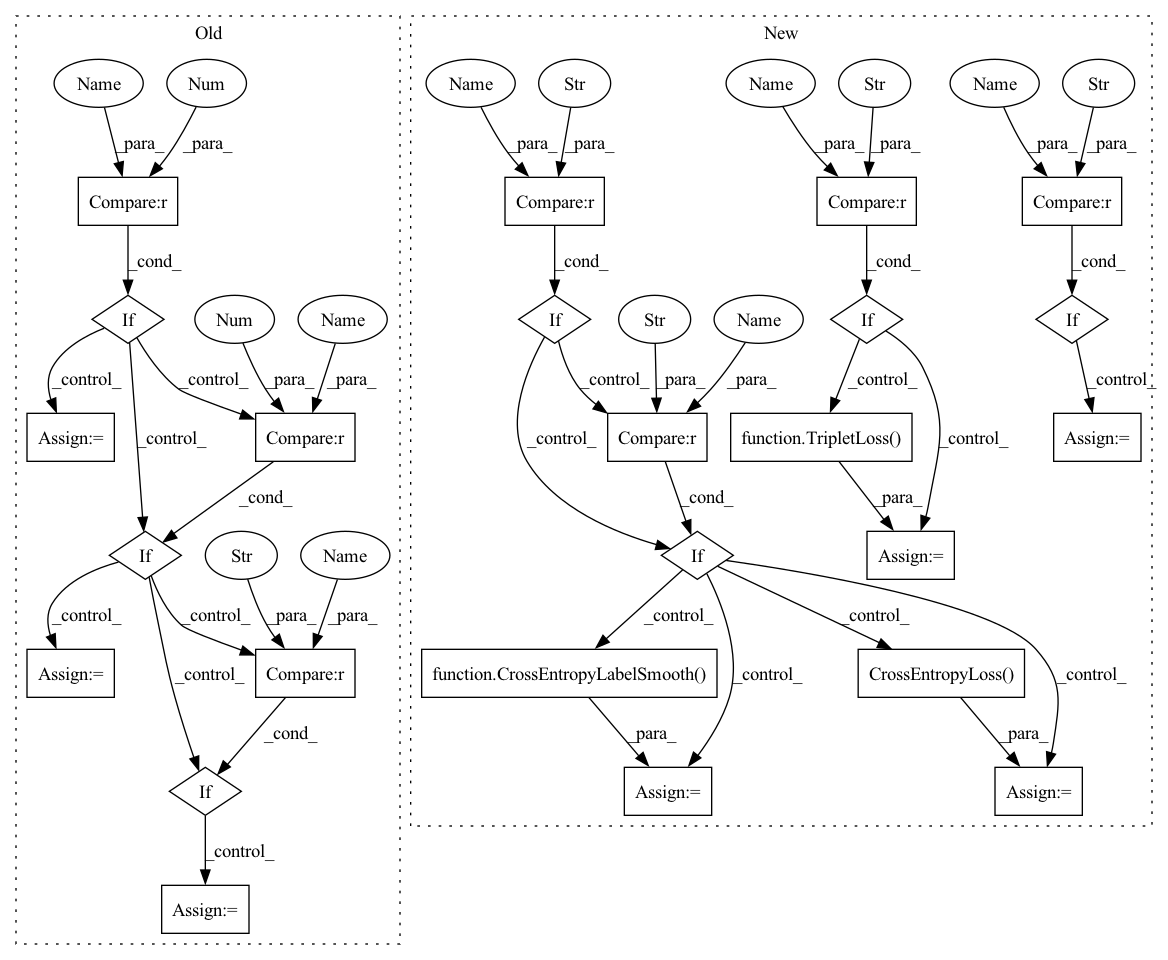 Old
New
Name
Num
Name
Str
Name
Str
Name
Str
_para_
_para_
_para_
_para_
_para_
_para_
_para_
_para_
Compare:r
Compare:r
Compare:r
Compare:r
_cond_
_cond_
_cond_
_cond_
If
Num
Name
If
Str
Name
If
If
_control_
_control_
_para_
_para_
_control_
_para_
_para_
_control_
_control_
Assign:=
_control_
Compare:r
_control_
Compare:r
function.TripletLoss()
_control_
Assign:=
_cond_
_cond_
_para_
If
Str
Name
If
Assign:=
_control_
_control_
_para_
_para_
_control_
_control_
Assign:=
_control_
Compare:r
function.CrossEntropyLabelSmooth()
_control_
CrossEntropyLoss()
_control_
_cond_
_para_
_para_
If
Assign:=
Assign:=
_control_
Assign:=